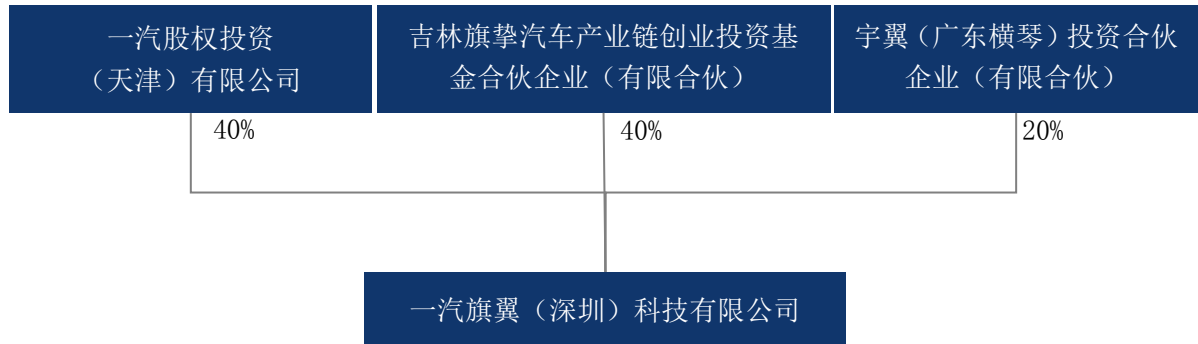 一汽股权投资
（天津）有限公司
吉林旗挚汽车产业链创业投资基
金合伙企业（有限合伙）
宇翼（广东横琴）投资合伙
企业（有限合伙）
40%
40%
20%
一汽旗翼（深圳）科技有限公司